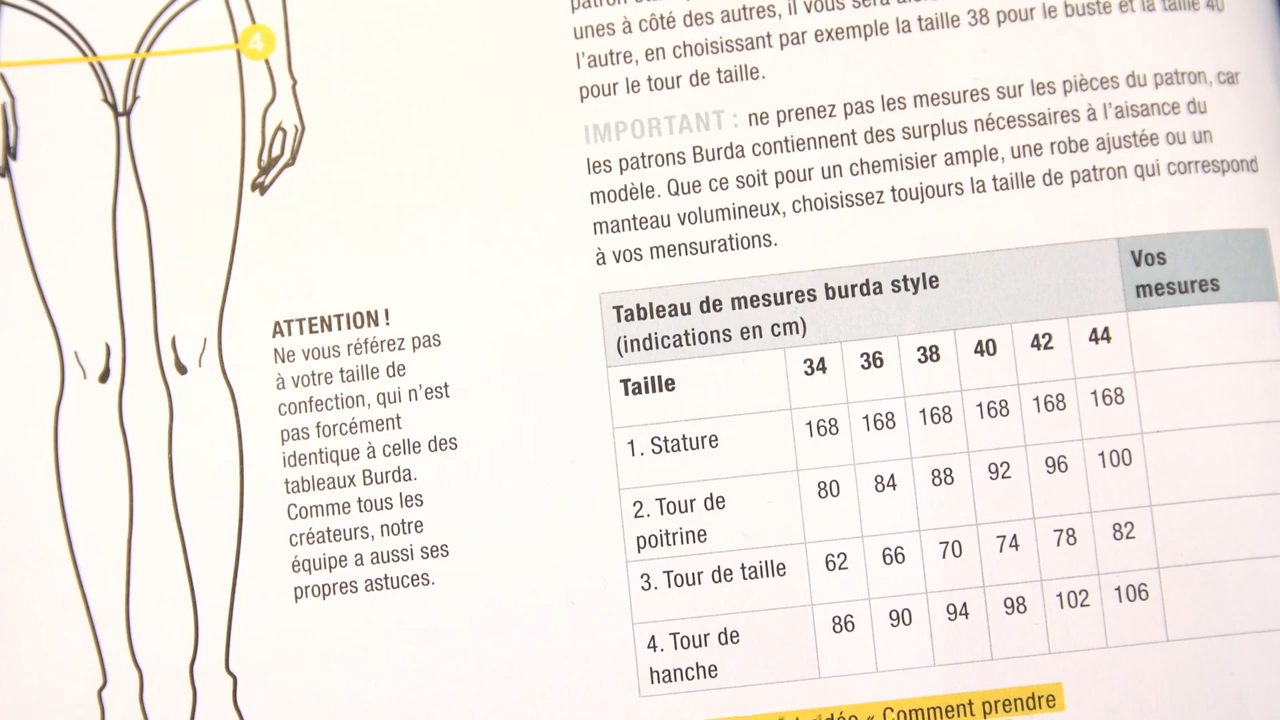 4
ATTENTION !
Ne vous référez pas
à votre taille de
confection, qui n'est
pas forcément
identique à celle des
tableaux Burda.
Comme tous les
créateurs, notre
équipe a aussi ses
propres astuces.
patron
unes à côté des autres, il vous sera
l'autre, en choisissant par exemple la taille 38 pour le buste et la taille 40
pour le tour de taille.
IMPORTANT : ne prenez pas les mesures sur les pièces du patron, car
les patrons Burda contiennent des surplus nécessaires à l'aisance du
modèle. Que ce soit pour un chemisier ample, une robe ajustée ou un
manteau volumineux, choisissez toujours la taille de patron qui correspond
à vos mensurations.
Tableau de mesures burda style
(indications en cm)
Vos
mesures
Taille 34 36 38 40 42 44
1. Stature 168 168 168 168 168 168
2. Tour de
poitrine 80 84 88 92 96 100
3. Tour de taille 62 66 70 74 78 82
4. Tour de
hanche 86 90 94 98 102 106
« Comment prendre